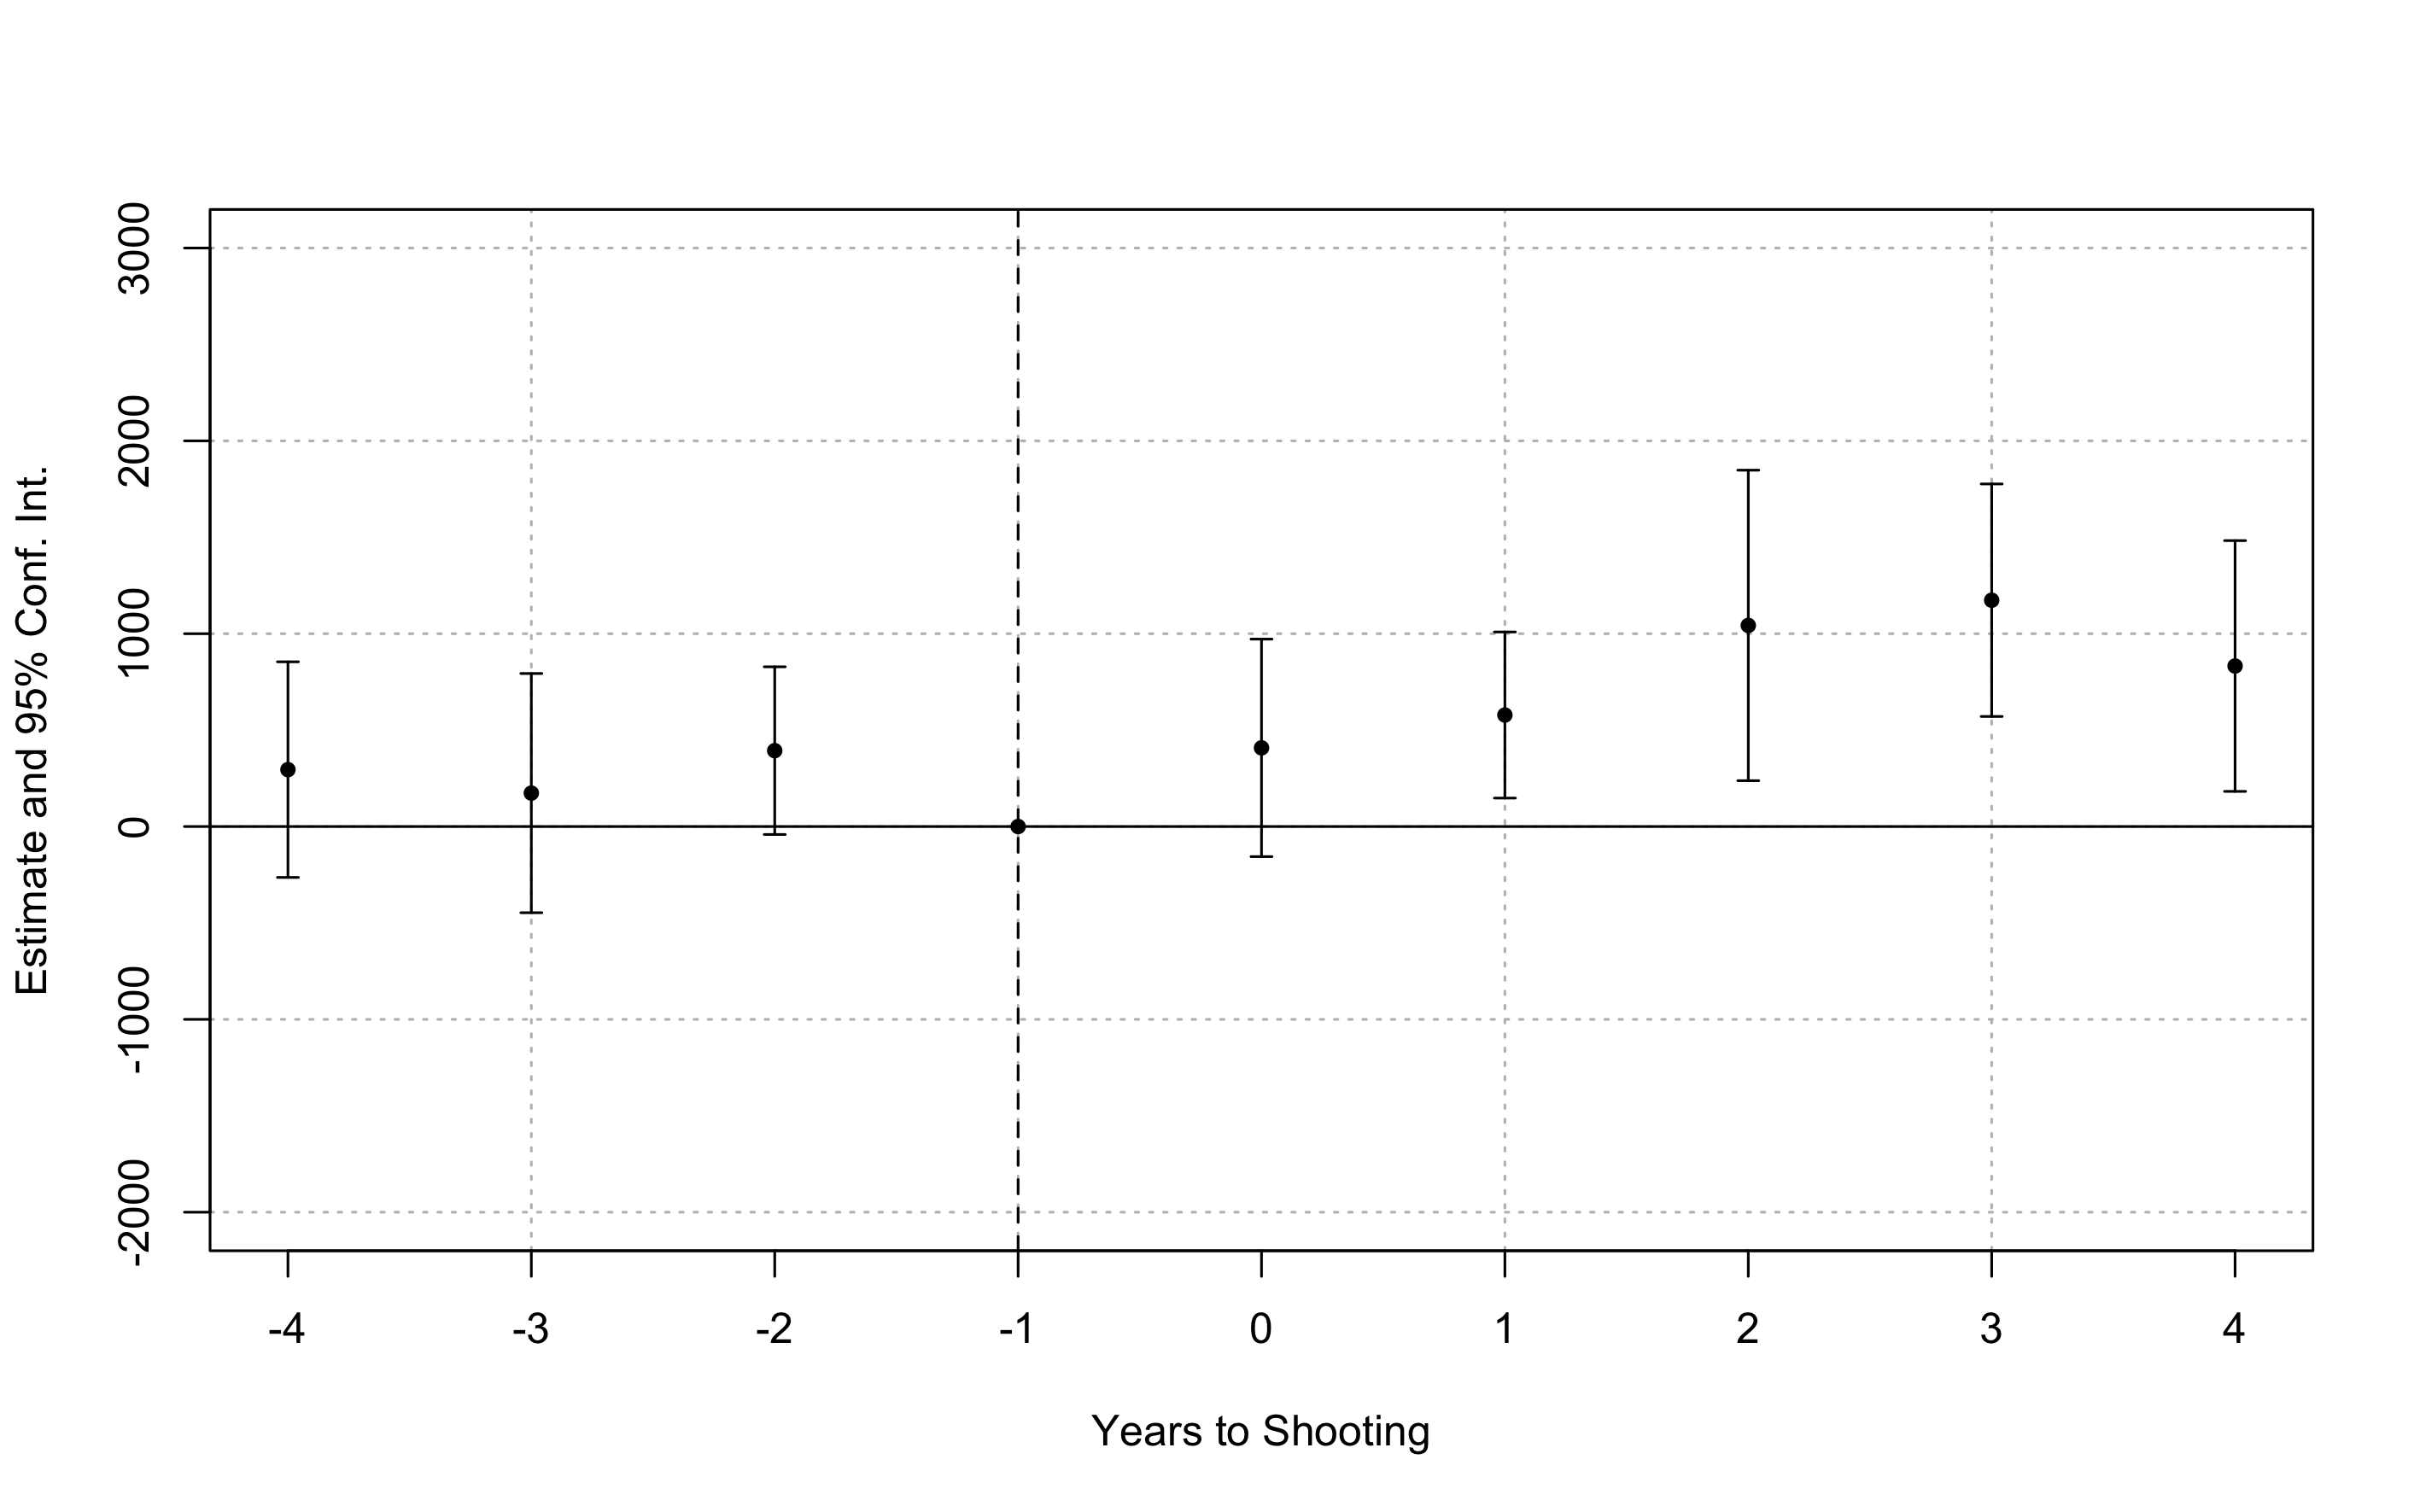 Estimate and 95% Conf. Int.
3000
2000
1000
0
-1000
-2000
-4 -3 -2 -1 0 1 2 3 4
Years to Shooting